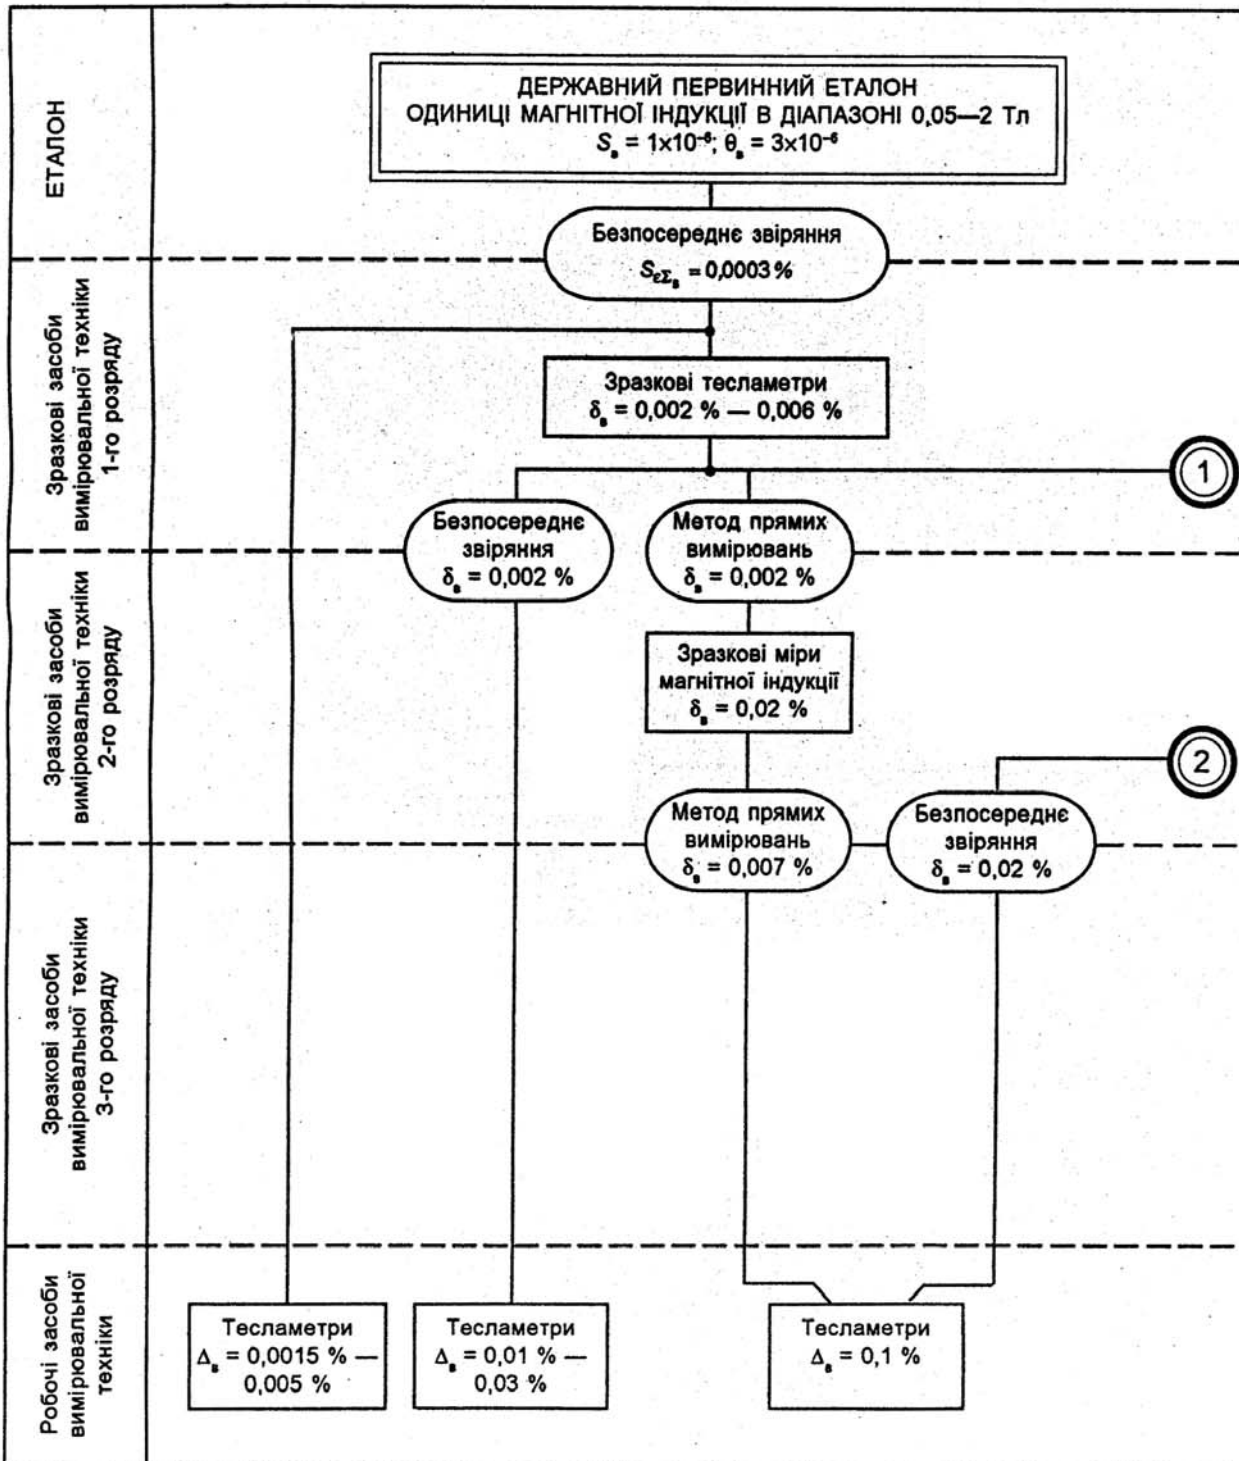 ЕТАЛОН
ДЕРЖАВНИЙ ПЕРВИННИЙ ЕТАЛОН
ОДИНИЦІ МАГНІТНОЇ ІНДУКЦІЇ В ДІАПАЗОНІ 0,05—2 Тл
Sв = 1×10⁻⁶; θв = 3×10⁻⁶
Безпосереднє звіряння
SεΣв = 0,0003 %
Зразкові засоби
вимірювальної техніки
1-го розряду
Зразкові тесламетри
δв = 0,002 % — 0,006 %
1
Безпосереднє
звіряння
δв = 0,002 %
Метод прямих
вимірювань
δв = 0,002 %
Зразкові засоби
вимірювальної техніки
2-го розряду
Зразкові міри
магнітної індукції
δв = 0,02 %
2
Метод прямих
вимірювань
δв = 0,007 %
Безпосереднє
звіряння
δв = 0,02 %
Зразкові засоби
вимірювальної техніки
3-го розряду
Робочі засоби
вимірювальної
техніки
Тесламетри
Δв = 0,0015 % —
0,005 %
Тесламетри
Δв = 0,01 % —
0,03 %
Тесламетри
Δв = 0,1 %